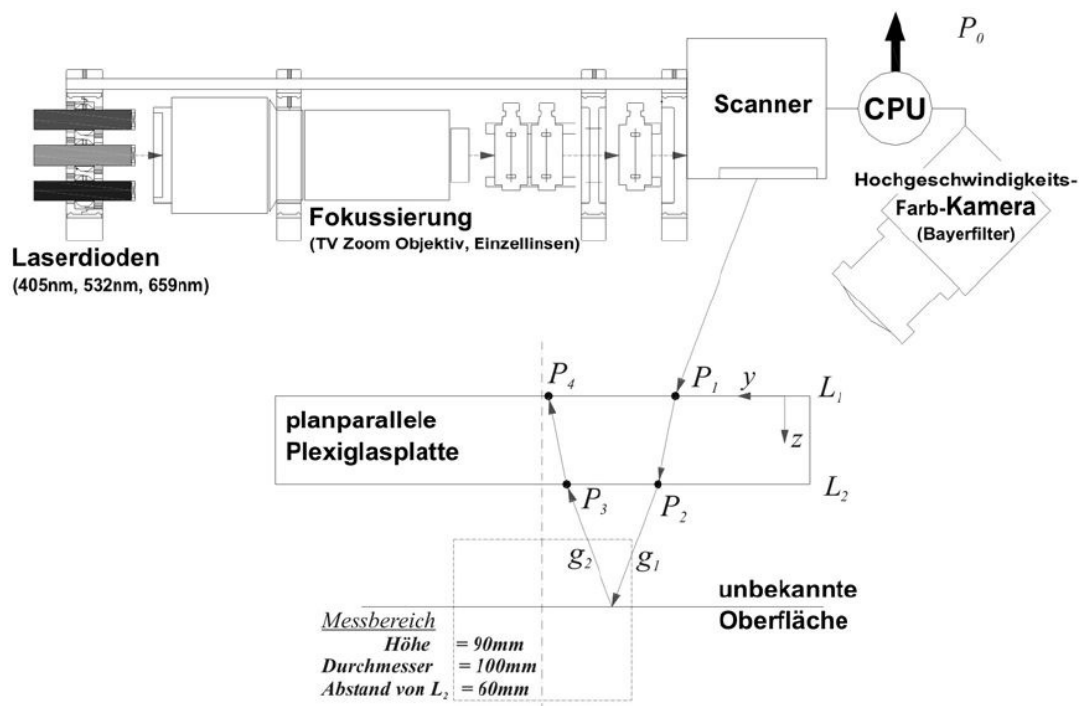 P₀
Scanner
CPU
Hochgeschwindigkeits-
Farb-Kamera
(Bayerfilter)
Fokussierung
(TV Zoom Objektiv, Einzellinsen)
Laserdioden
(405nm, 532nm, 659nm)
P₄
P₁
y
L₁
planparallele
Plexiglasplatte
z
L₂
P₃
P₂
g₂
g₁
unbekannte
Oberfläche
Messbereich
Höhe = 90mm
Durchmesser = 100mm
Abstand von L₂ = 60mm